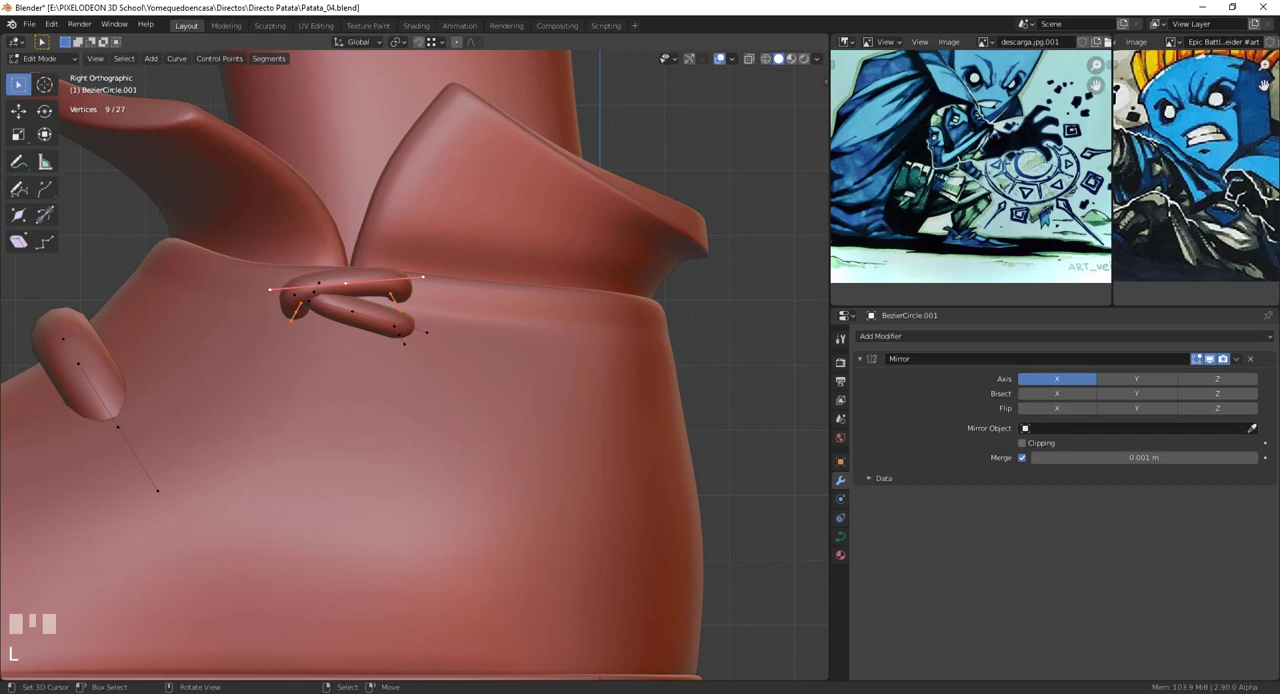 Blender* [E:\PIXELODEON 3D School\Yomequedoencasa\Directos\Directo Patata\Patata_04.blend]
File Edit Render Window Help Layout Modeling Sculpting UV Editing Texture Paint Shading Animation Rendering Compositing Scripting + Scene View Layer
Global View View Image descarga.jpg.001 Image Epic Battl...eider #art
Edit Mode View Select Add Curve Control Points Segments
Right Orthographic
(1) BezierCircle.001
Vertices 9 / 27
BezierCircle.001
Add Modifier
Mirror
Axis X Y Z
Bisect X Y Z
Flip X Y Z
Mirror Object
Clipping
Merge 0.001 m
Data
L
Set 3D Cursor Box Select Rotate View Select Move Mem: 103.9 MiB | 2.90.0 Alpha